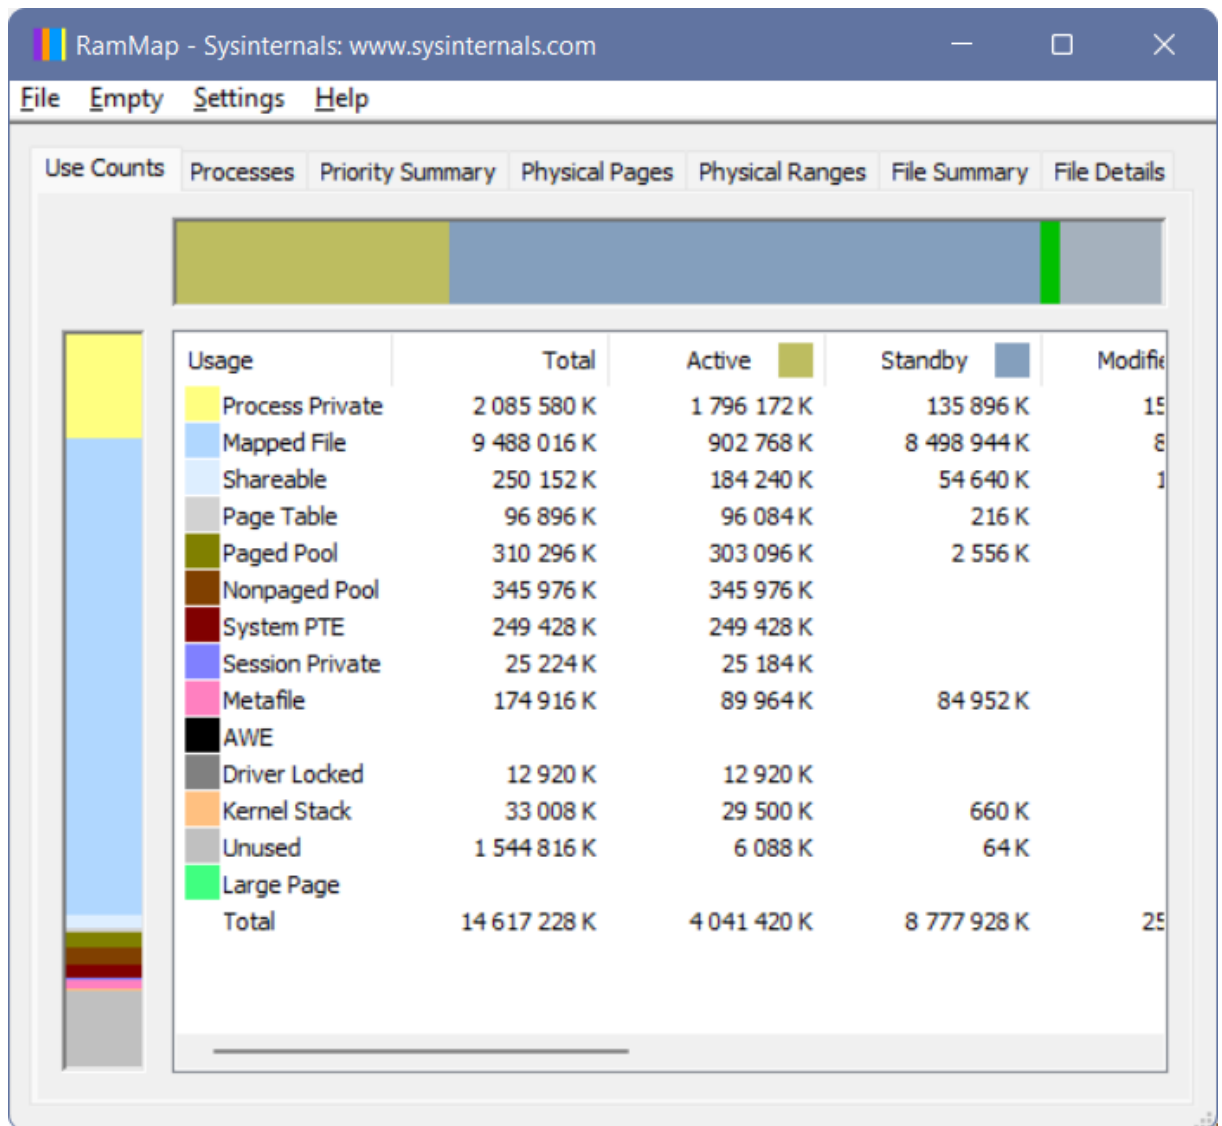 RamMap - Sysinternals: www.sysinternals.com
File Empty Settings Help
Use Counts Processes Priority Summary Physical Pages Physical Ranges File Summary File Details
Usage Total Active Standby Modifie
Process Private 2 085 580 K 1 796 172 K 135 896 K 15
Mapped File 9 488 016 K 902 768 K 8 498 944 K 8
Shareable 250 152 K 184 240 K 54 640 K 1
Page Table 96 896 K 96 084 K 216 K
Paged Pool 310 296 K 303 096 K 2 556 K
Nonpaged Pool 345 976 K 345 976 K
System PTE 249 428 K 249 428 K
Session Private 25 224 K 25 184 K
Metafile 174 916 K 89 964 K 84 952 K
AWE
Driver Locked 12 920 K 12 920 K
Kernel Stack 33 008 K 29 500 K 660 K
Unused 1 544 816 K 6 088 K 64 K
Large Page
Total 14 617 228 K 4 041 420 K 8 777 928 K 25